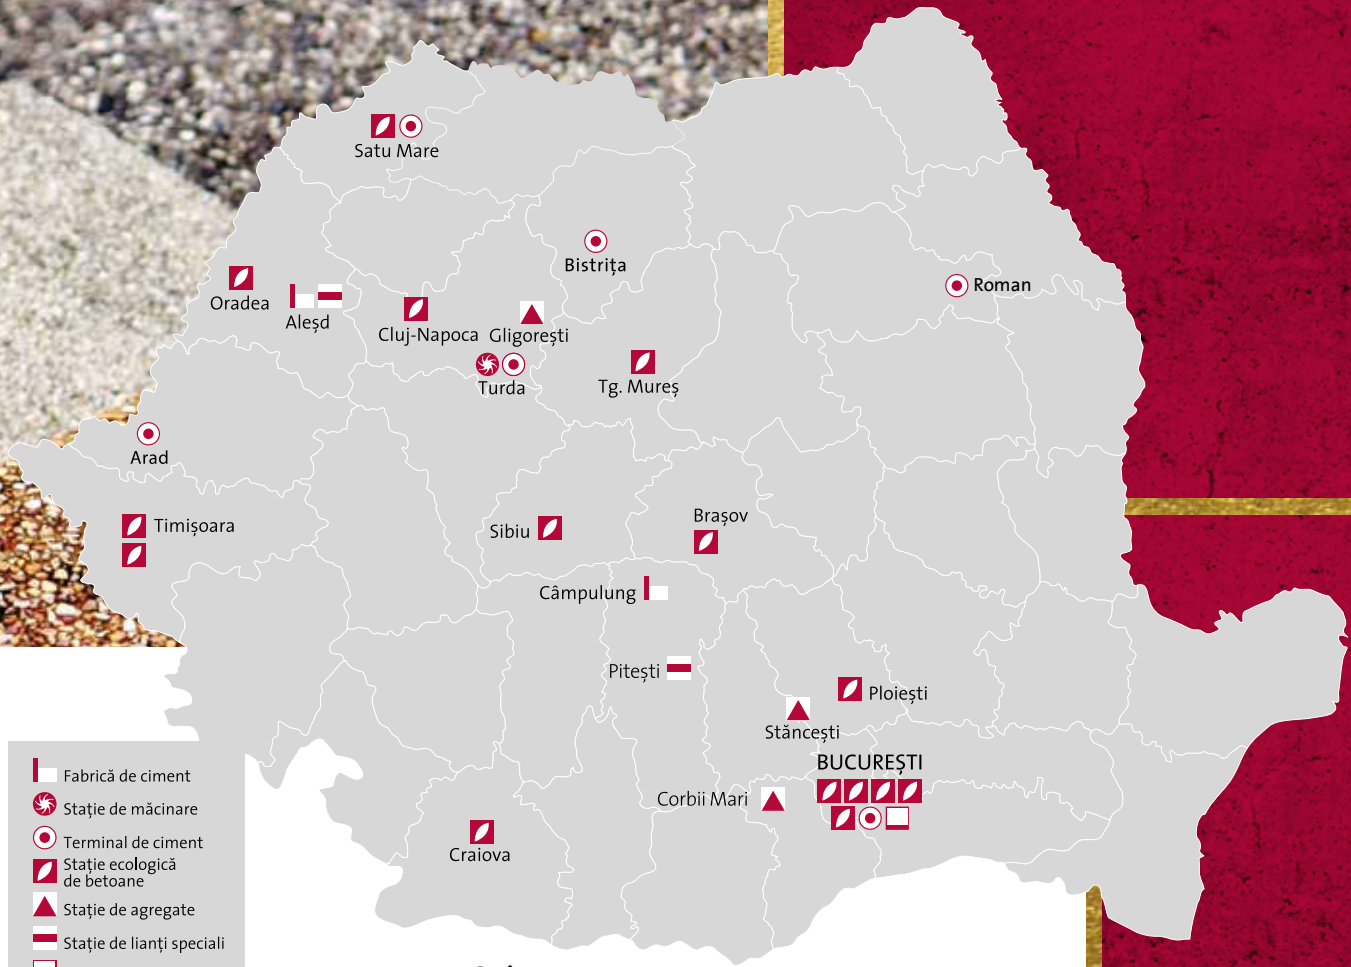 Satu Mare
Bistrița
Roman
Oradea
Aleșd
Cluj-Napoca
Gligorești
Turda
Tg. Mureș
Arad
Timișoara
Sibiu
Brașov
Câmpulung
Pitești
Ploiești
Stăncești
BUCUREȘTI
Corbii Mari
Craiova
Fabrică de ciment
Stație de măcinare
Terminal de ciment
Stație ecologică
de betoane
Stație de agregate
Stație de lianți speciali